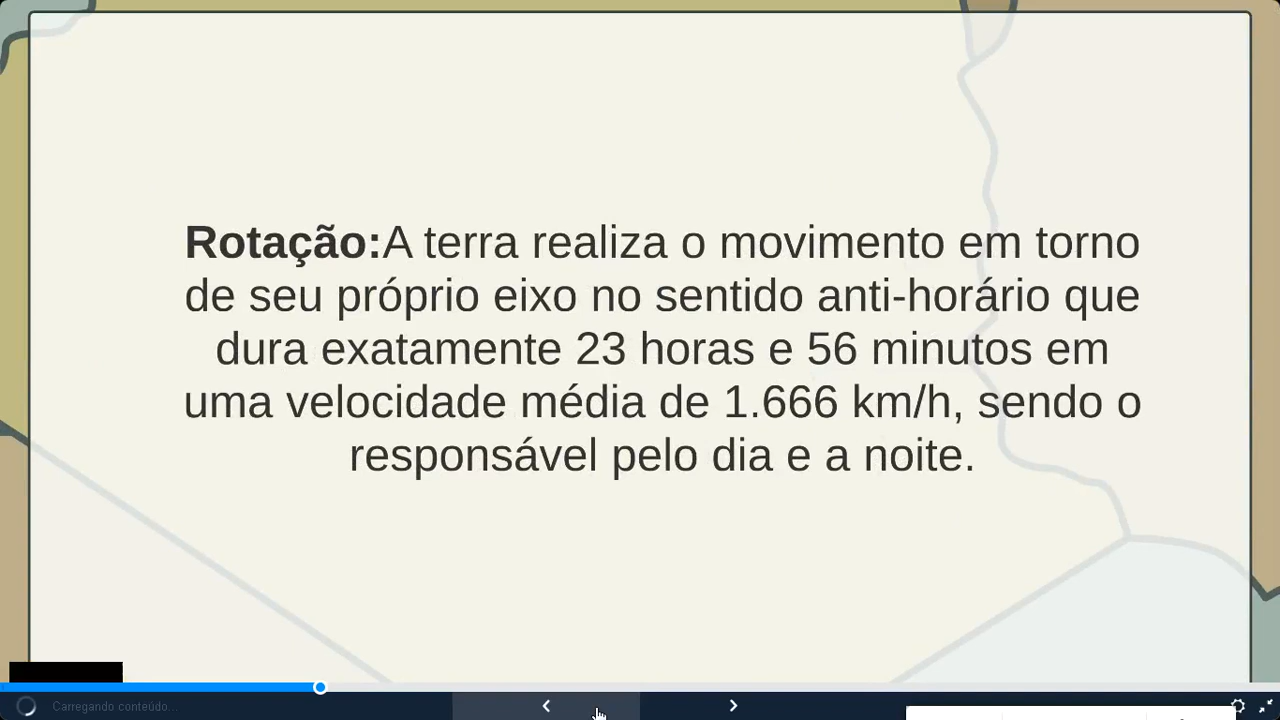 Rotação:A terra realiza o movimento em torno
de seu próprio eixo no sentido anti-horário que
dura exatamente 23 horas e 56 minutos em
uma velocidade média de 1.666 km/h, sendo o
responsável pelo dia e a noite.
Carregando conteúdo...